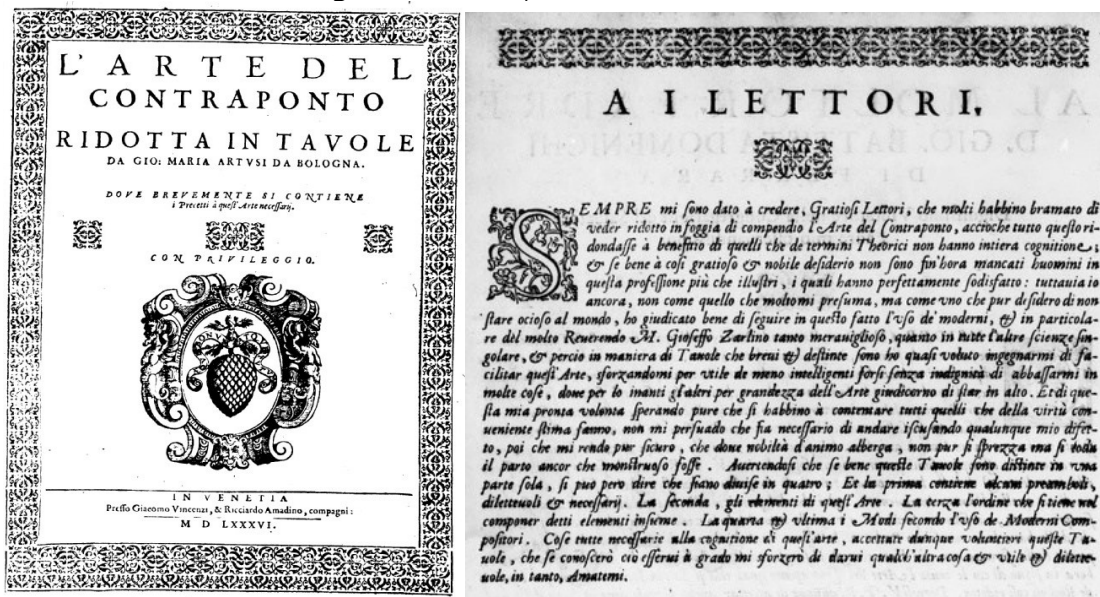 L'ARTE DEL
CONTRAPONTO
RIDOTTA IN TAVOLE
DA GIO: MARIA ARTVSI DA BOLOGNA.
DOVE BREVEMENTE SI CONTIENE
i Precetti à quest'Arte necessarij.
CON PRIVILEGGIO.
IN VENETIA
Presso Giacomo Vincenzi, & Ricciardo Amadino, compagni:
M D LXXXVI.
A I LETTORI.
SEMPRE mi sono dato à credere, Gratiosi Lettori, che molti habbino bramato di
veder ridotto in foggia di compendio l'Arte del Contraponto, accioche tutto questo ri-
dondasse à benefitio di quelli che de termini Theorici non hanno intiera cognitione;
& se bene à cosi gratioso & nobile desiderio non sono fin'hora mancati huomini in
questa professione più che illustri, i quali hanno perfettamente sodisfatto: tuttauia io
ancora, non come quello che molto mi presuma, ma come vno che pur desidero di non
stare ocioso al mondo, ho giudicato bene di seguire in questo fatto l'vso de' moderni, & in particola-
re del molto Reuerendo M. Gioseffo Zarlino tanto merauiglioso, quanto in tutte l'altre scienze sin-
golare, & percio in maniera di Tauole che breui & destinte sono ho quasi voluto ingegnarmi di fa-
cilitar quest'Arte, sforzandomi per vtile de meno intelligenti forsi senza indignità di abbassarmi in
molte cose, doue per lo inanti gl'altri per grandezza dell'Arte giudicorno di star in alto. Et di que-
sta mia pronta volonta sperando pure che si habbino à contentare tutti quelli che della virtù con-
ueniente stima fanno, non mi persuado che sia necessario di andare iscusando qualunque mio difet-
to, poi che mi rendo pur sicuro, che doue nobiltà d'animo alberga, non pur si sprezza ma si loda
il parto ancor che monstruoso fosse. Auertendosi che se bene queste Tauole sono distinte in vna
parte sola, si puo pero dire che siano diuise in quatro; Et la prima contiene alcuni preamboli,
diletteuoli & necessarij. La seconda, gli elementi di quest'Arte. La terza l'ordine che si tiene nel
componer detti elementi insieme. La quarta & vltima i Modi secondo l'vso de Moderni Com-
positori. Cose tutte necessarie alla cognitione di quest'arte, accettate dunque volontieri queste Ta-
uole, che se conoscerò ciò esserui à grado mi sforzero di darui qualch'altra cosa & vtile & dilette-
uole, in tanto, Amatemi.